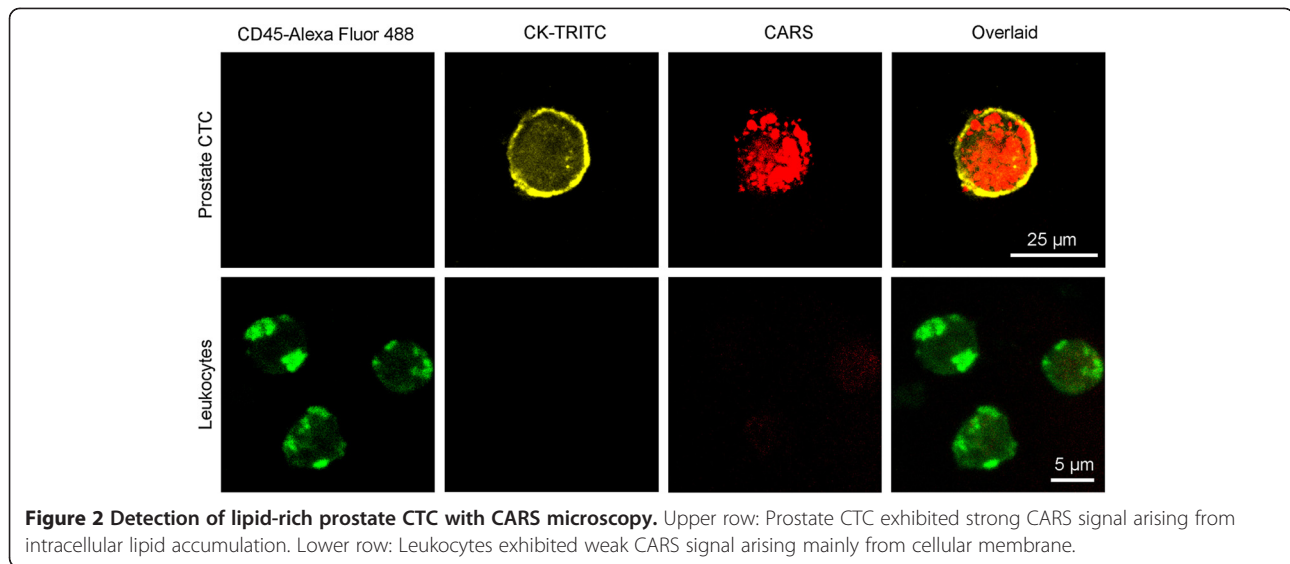 CD45-Alexa Fluor 488 CK-TRITC CARS Overlaid
Prostate CTC
25 µm
Leukocytes
5 µm
Figure 2 Detection of lipid-rich prostate CTC with CARS microscopy. Upper row: Prostate CTC exhibited strong CARS signal arising from
intracellular lipid accumulation. Lower row: Leukocytes exhibited weak CARS signal arising mainly from cellular membrane.